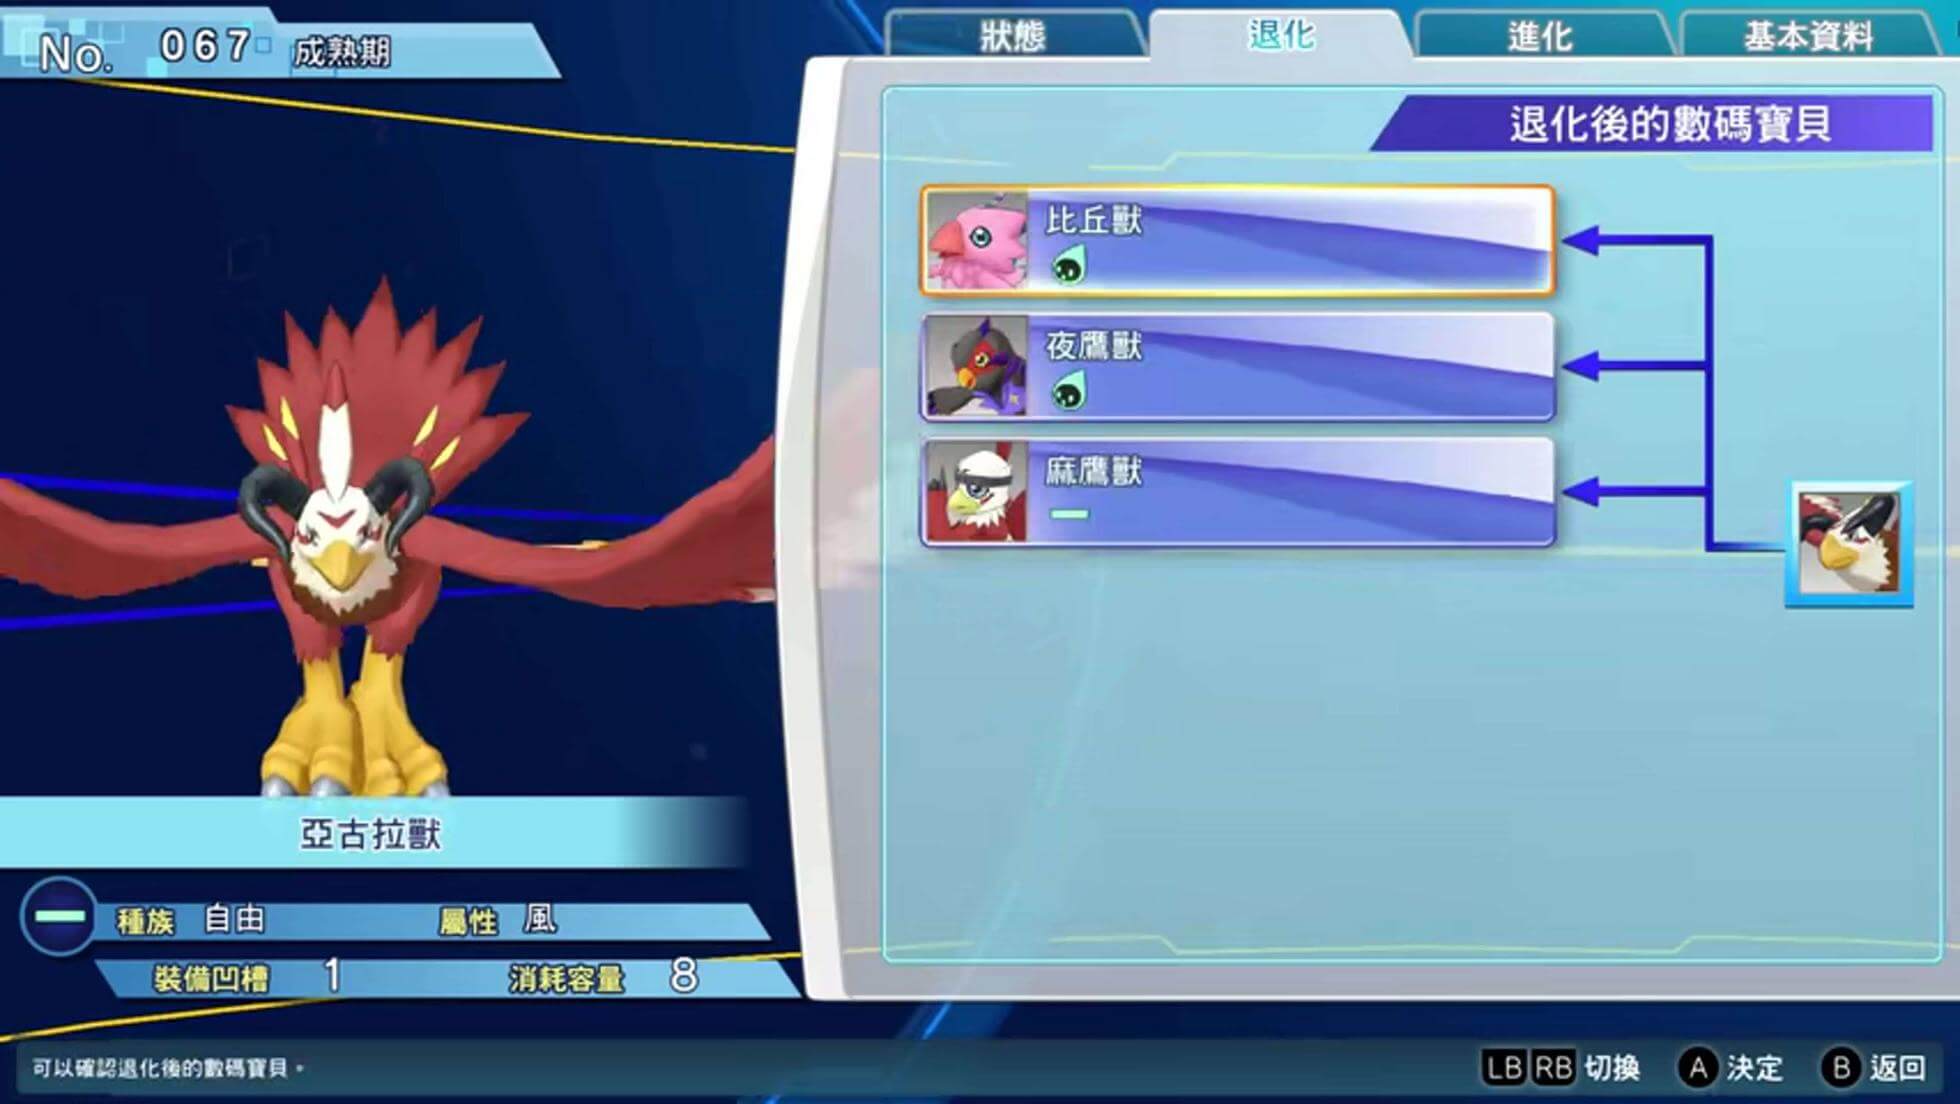 No. 067 成熟期
狀態 退化 進化 基本資料
退化後的數碼寶貝
比丘獸
夜鷹獸
麻鷹獸
亞古拉獸
種族 自由 屬性 風
裝備凹槽 1 消耗容量 8
可以確認退化後的數碼寶貝。
LB RB 切換 A 決定 B 返回